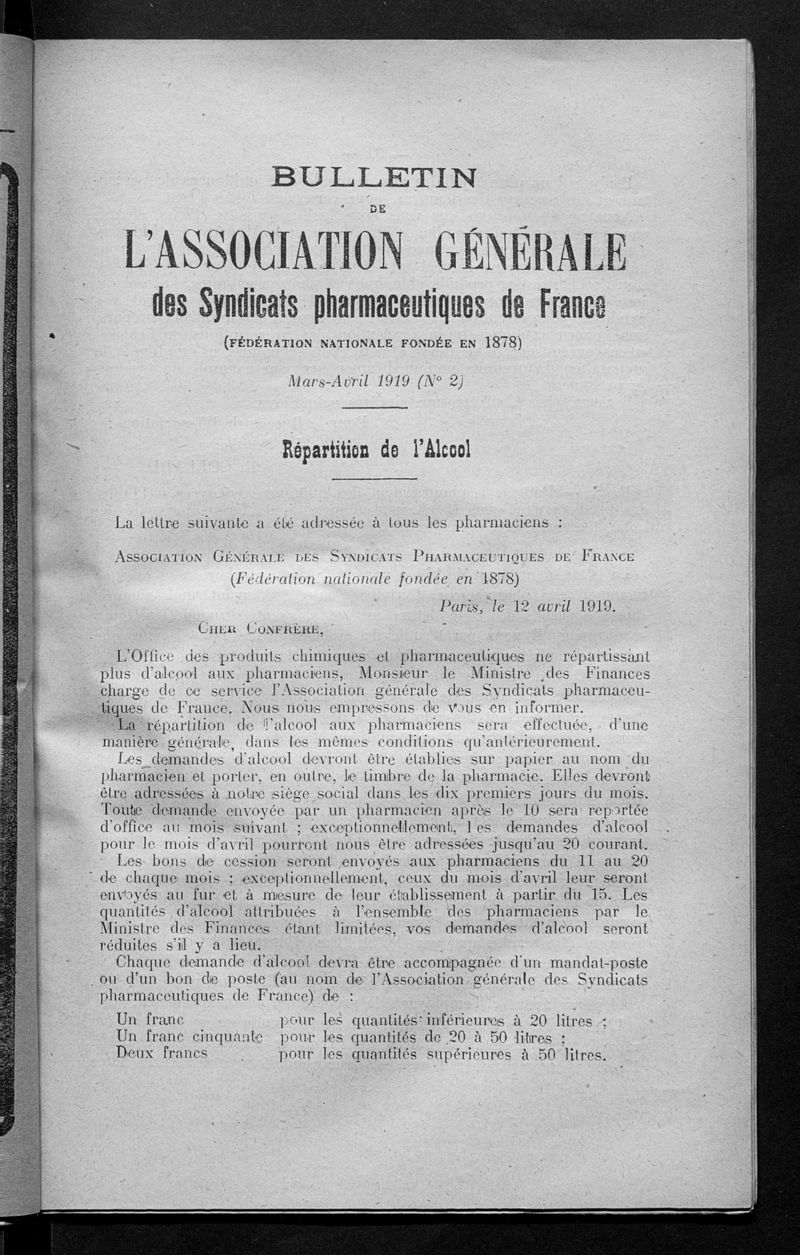 BULLETIN
DE
L'ASSOCIATION GÉNÉRALE
des Syndicats pharmaceutiques de France
(FÉDÉRATION NATIONALE FONDÉE EN 1878)
Mars-Avril 1919 (N° 2)
Répartition de l'Alcool
La lettre suivante a été adressée à tous les pharmaciens :
ASSOCIATION GÉNÉRALE DES SYNDICATS PHARMACEUTIQUES DE FRANCE
(Fédération nationale fondée en 1878)
Paris, le 12 avril 1919.
CHER CONFRÈRE,
L'Office des produits chimiques et pharmaceutiques ne répartissant
plus d'alcool aux pharmaciens, Monsieur le Ministre des Finances
charge de ce service l'Association générale des Syndicats pharmaceu-
tiques de France. Nous nous empressons de vous en informer.
La répartition de l'alcool aux pharmaciens sera effectuée, d'une
manière générale, dans les mêmes conditions qu'antérieurement.
Les demandes d'alcool devront être établies sur papier au nom du
pharmacien et porter, en outre, le timbre de la pharmacie. Elles devront
être adressées à notre siège social dans les dix premiers jours du mois.
Toute demande envoyée par un pharmacien après le 10 sera reportée
d'office au mois suivant ; exceptionnellement, les demandes d'alcool
pour le mois d'avril pourront nous être adressées jusqu'au 20 courant.
Les bons de cession seront envoyés aux pharmaciens du 11 au 20
de chaque mois ; exceptionnellement, ceux du mois d'avril leur seront
envoyés au fur et à mesure de leur établissement à partir du 15. Les
quantités d'alcool attribuées à l'ensemble des pharmaciens par le
Ministre des Finances étant limitées, vos demandes d'alcool seront
réduites s'il y a lieu.
Chaque demande d'alcool devra être accompagnée d'un mandat-poste
ou d'un bon de poste (au nom de l'Association générale des Syndicats
pharmaceutiques de France) de :
Un franc pour les quantités inférieures à 20 litres ;
Un franc cinquante pour les quantités de 20 à 50 litres ;
Deux francs pour les quantités supérieures à 50 litres.